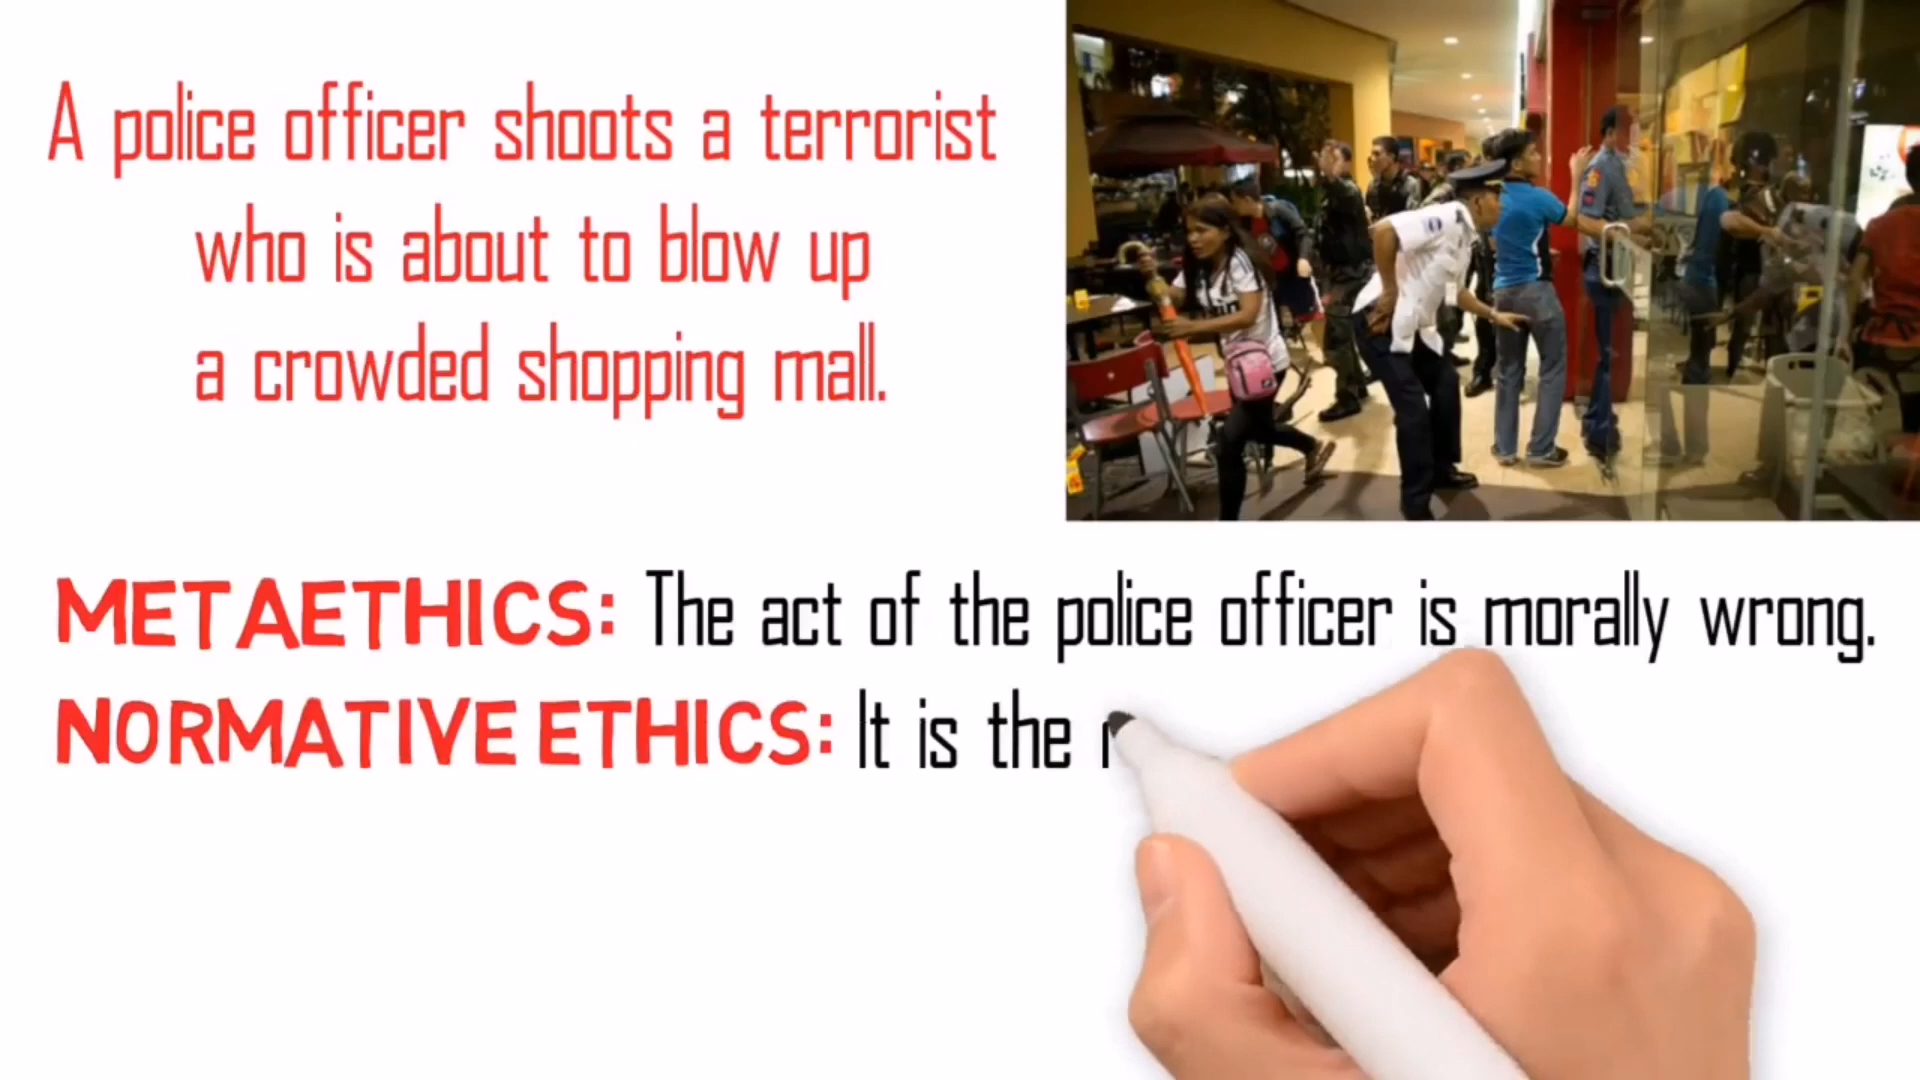 A police officer shoots a terrorist
who is about to blow up
a crowded shopping mall.
METAETHICS: The act of the police officer is morally wrong.
NORMATIVE ETHICS: It is the